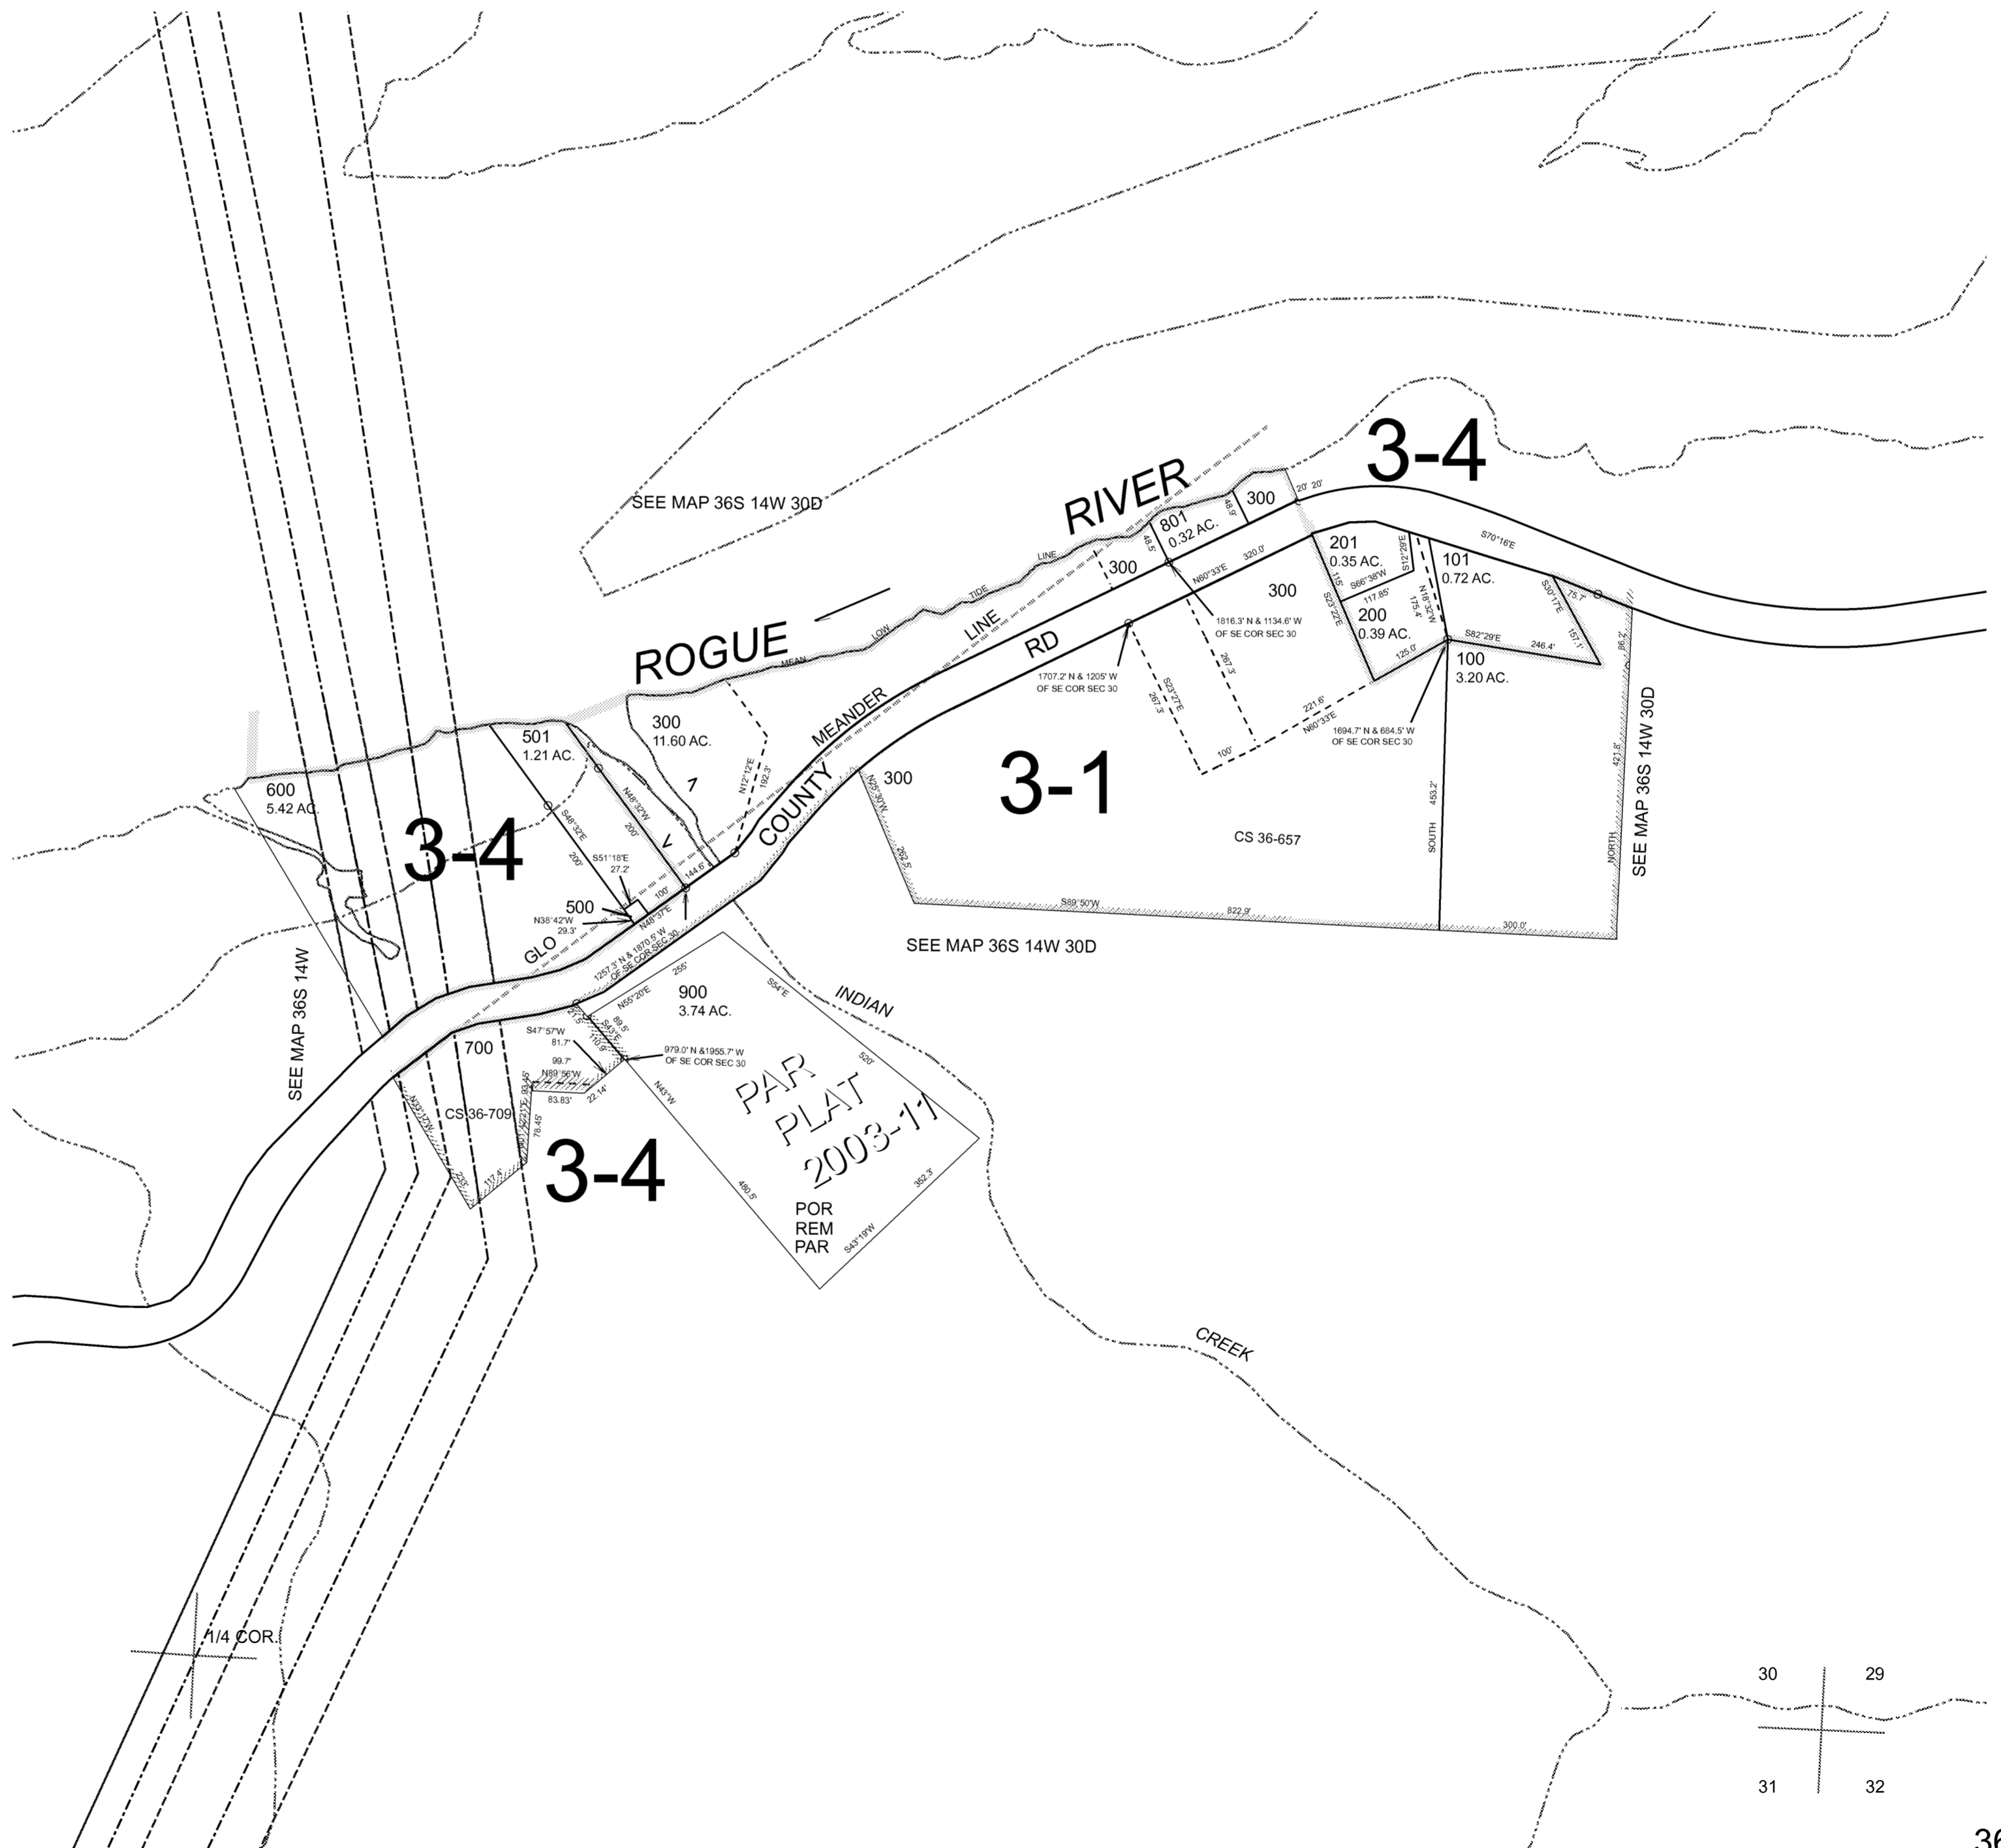 3-4
SEE MAP 36S 14W 30D
RIVER
20' 20'
300
48.9'
801
0.32 AC.
48.5'
LINE
300
320.0'
N60°33'E
201
0.35 AC.
S12°29'E
S70°16'E
101
0.72 AC.
115'
S66°38'W
117.85'
N18°32'W
175.4'
S30°17'E
75.7'
157.1'
S23°22'E
200
0.39 AC.
300
TIDE
LINE
LOW
1816.3' N & 1134.6' W
OF SE COR SEC 30
S82°29'E
246.4'
86.2'
ROGUE
RD
MEAN
125.0'
100
3.20 AC.
267.3'
1707.2' N & 1205' W
OF SE COR SEC 30
S23°27'E
267.3'
MEANDER
221.6'
N60°33'E
1694.7' N & 684.5' W
OF SE COR SEC 30
300
11.60 AC.
501
1.21 AC.
100'
421.8'
SEE MAP 36S 14W 30D
N12°12'E
192.3'
3-1
300
N25°30'W
600
5.42 AC.
N48°32'W
200'
COUNTY
S48°32'E
200'
453.2'
SOUTH
CS 36-657
NORTH
3-4
S51°18'E
27.2'
144.6'
262.5'
100'
500
N38°42'W
29.3'
N48°37'E
S89°50'W
822.9'
300.0'
GLO
SEE MAP 36S 14W 30D
1257.3' N & 1870.5' W
OF SE COR SEC 30
255'
S54°E
SEE MAP 36S 14W
N55°20'E
900
3.74 AC.
INDIAN
21.5'
89.5'
S43°E
110.9'
S47°57'W
81.7'
700
979.0' N &1955.7' W
OF SE COR SEC 30
520'
99.7'
N89°56'W
93.45'
83.83'
22.14'
N43°W
PAR
PLAT
2003-11
N33°17'W
CS 36-709
78.45'
3-4
233'
117.4'
480.5'
352.3'
POR
REM
PAR
S43°19'W
CREEK
1/4 COR.
30
29
31
32